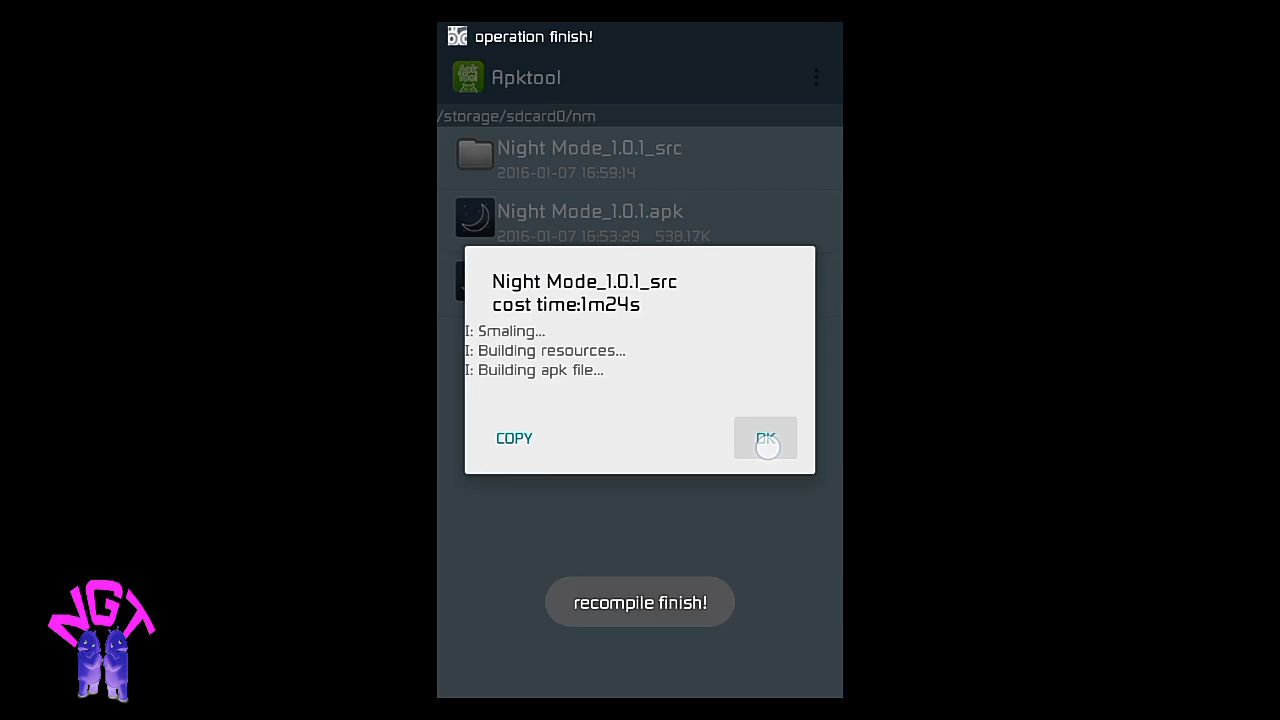 operation finish!
Apktool
/storage/sdcard0/nm
Night Mode_1.0.1_src
2016-01-07 16:59:14
Night Mode_1.0.1.apk
2016-01-07 16:53:29 538.17K
Night Mode_1.0.1_src
cost time:1m24s
I: Smaling...
I: Building resources...
I: Building apk file...
COPY OK
recompile finish!
NGT